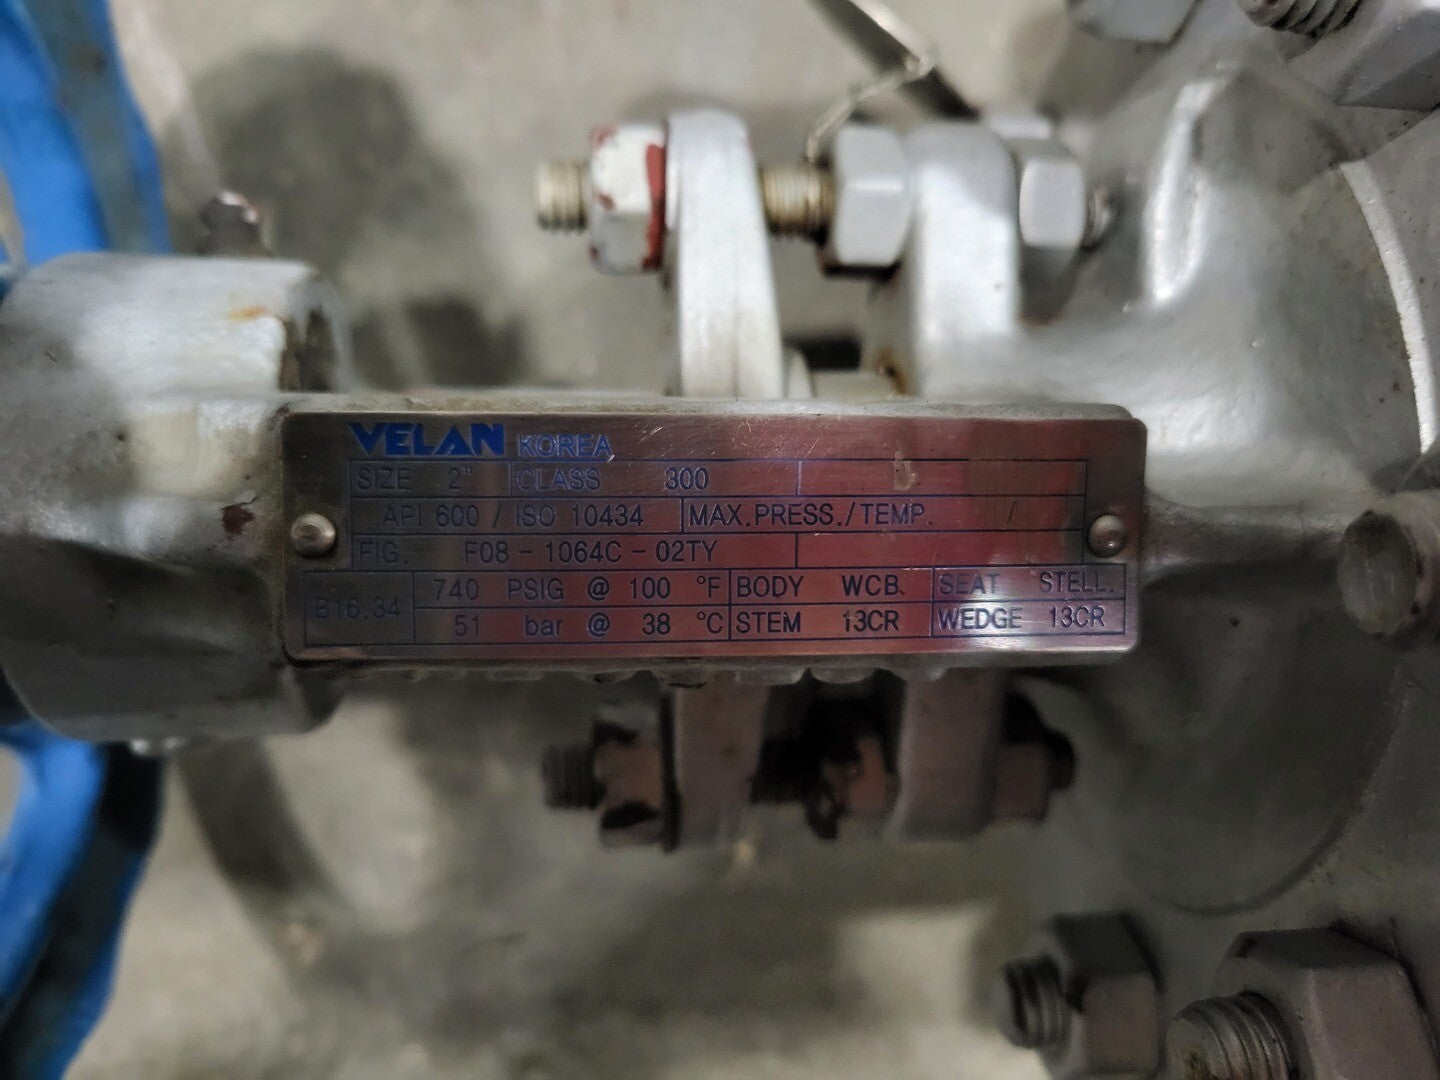 VELAN KOREA
SIZE 2" CLASS 300
API 600 / ISO 10434 MAX.PRESS./TEMP. /
FIG. F08-1064C-02TY
B16.34 740 PSIG @ 100 °F BODY WCB. SEAT STELL.
51 bar @ 38 °C STEM 13CR WEDGE 13CR